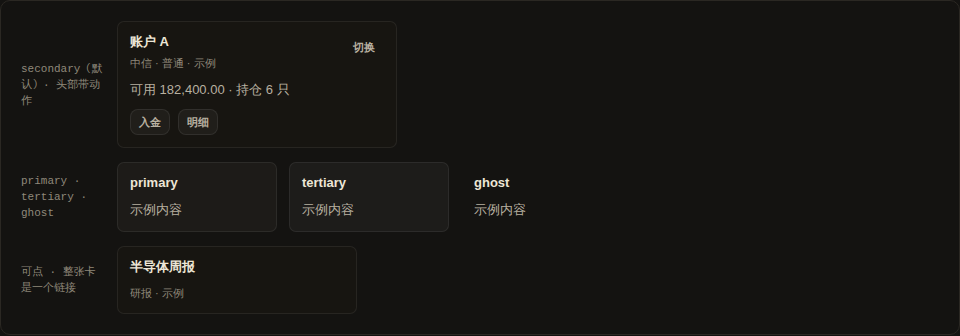 secondary (默
认) · 头部带动
作
账户 A
切换
中信 · 普通 · 示例
可用 182,400.00 · 持仓 6 只
入金
明细
primary ·
tertiary ·
ghost
primary
示例内容
tertiary
示例内容
ghost
示例内容
可点 · 整张卡
是一个链接
半导体周报
研报 · 示例